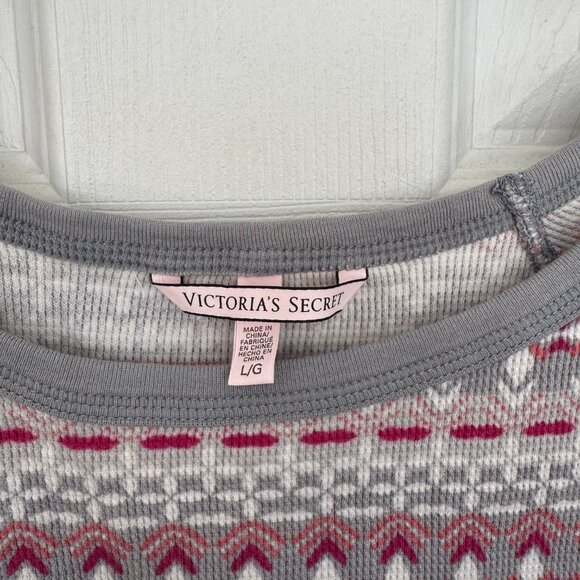 VICTORIA'S SECRET
MADE IN
CHINA/
FABRIQUÉ
EN CHINE/
HECHO EN
CHINA
L/G